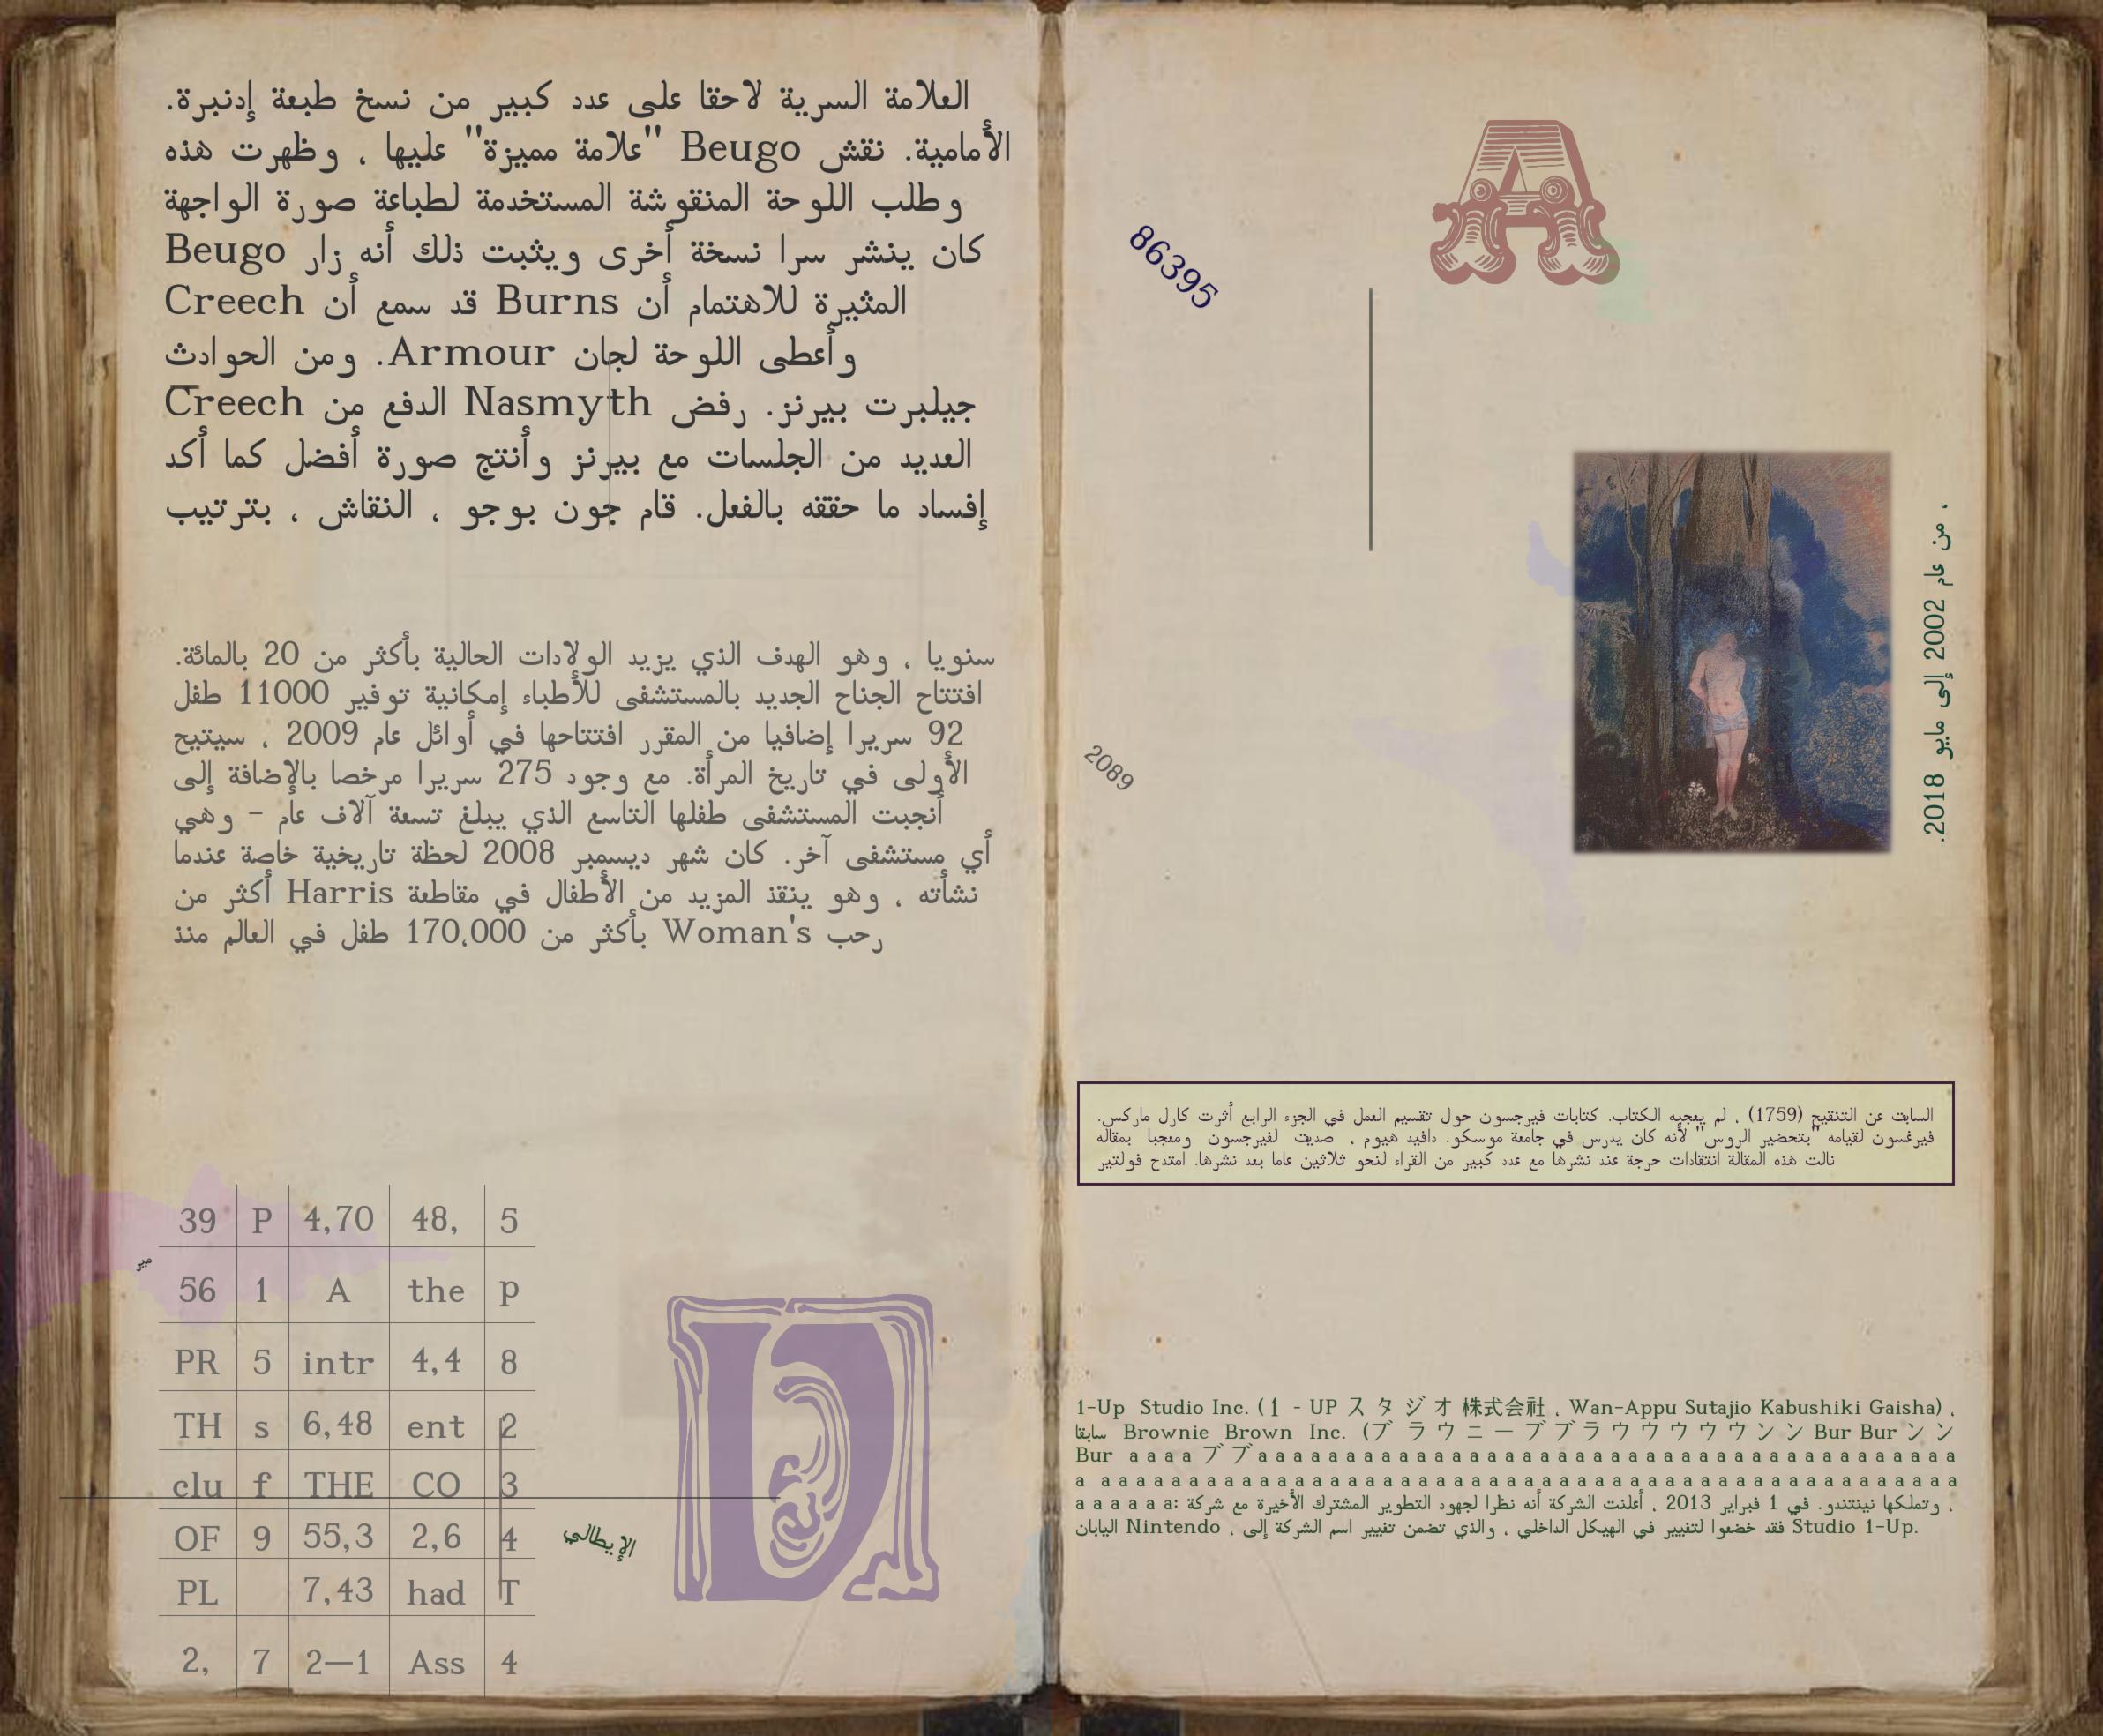 العلامة السرية لاحقا على عدد كبير من نسخ طبعة إدنبرة.
الأمامية. نقش Beugo "علامة مميزة" عليها ، وظهرت هذه
وطلب اللوحة المنقوشة المستخدمة لطباعة صورة الواجهة
كان ينشر سرا نسخة أخرى ويثبت ذلك أنه زار Beugo
المثيرة للاهتمام أن Burns قد سمع أن Creech
وأعطى اللوحة لجان Armour. ومن الحوادث
جيلبرت بيرنز. رفض Nasmyth الدفع من Creech
العديد من الجلسات مع بيرنز وأنتج صورة أفضل كما أكد
إفساد ما حققه بالفعل. قام جون بوجو ، النقاش ، بترتيب
سنويا ، وهو الهدف الذي يزيد الولادات الحالية بأكثر من 20 بالمائة.
افتتاح الجناح الجديد بالمستشفى للأطباء إمكانية توفير 11000 طفل
92 سريرا إضافيا من المقرر افتتاحها في أوائل عام 2009 ، سيتيح
الأولى في تاريخ المرأة. مع وجود 275 سريرا مرخصا بالإضافة إلى
أنجبت المستشفى طفلها التاسع الذي يبلغ تسعة آلاف عام - وهي
أي مستشفى آخر. كان شهر ديسمبر 2008 لحظة تاريخية خاصة عندما
نشأته ، وهو ينقذ المزيد من الأطفال في مقاطعة Harris أكثر من
رحب Woman's بأكثر من 170,000 طفل في العالم منذ
39 P 4,70 48, 5
مير
56 1 A the p
PR 5 intr 4,4 8
TH s 6,48 ent 2
clu f THE CO 3
OF 9 55,3 2,6 4
PL 7,43 had T
2, 7 2—1 Ass 4
الإيطالي
D
A
86395
، من عام 2002 إلى مايو 2018.
2089
السابت عن التنقيح (1759) ، لم يعجبه الكتاب. كتابات فيرجسون حول تقسيم العمل في الجزء الرابع أثرت كارل ماركس.
فيرغسون لقيامه "بتحضير الروس" لأنه كان يدرس في جامعة موسكو. دافيد هيوم ، صديت لفيرجسون ومعجبا بمقاله
نالت هذه المقالة انتقادات حرجة عند نشرها مع عدد كبير من القراء لنحو ثلاثين عاما بعد نشرها. امتدح فولتير
1-Up Studio Inc. (1 - UP スタジオ株式会社 ، Wan-Appu Sutajio Kabushiki Gaisha) ،
سابقا Brownie Brown Inc. (ブラウニーブブラウウウウウンン Bur Bur ンン
Bur a a a a ブブ a a a a a a a a a a a a a a a a a a a a a a a a a a a a a a a a
a a a a a a a a a a a a a a a a a a a a a a a a a a a a a a a a a a a a a a a a
a a a a a a: وتملكها نينتندو. في 1 فبراير 2013 ، أعلنت الشركة أنه نظرا لجهود التطوير المشترك الأخيرة مع شركة ،
اليابان Nintendo ، فقد خضعوا لتغيير في الهيكل الداخلي ، والذي تضمن تغيير اسم الشركة إلى Studio 1-Up.